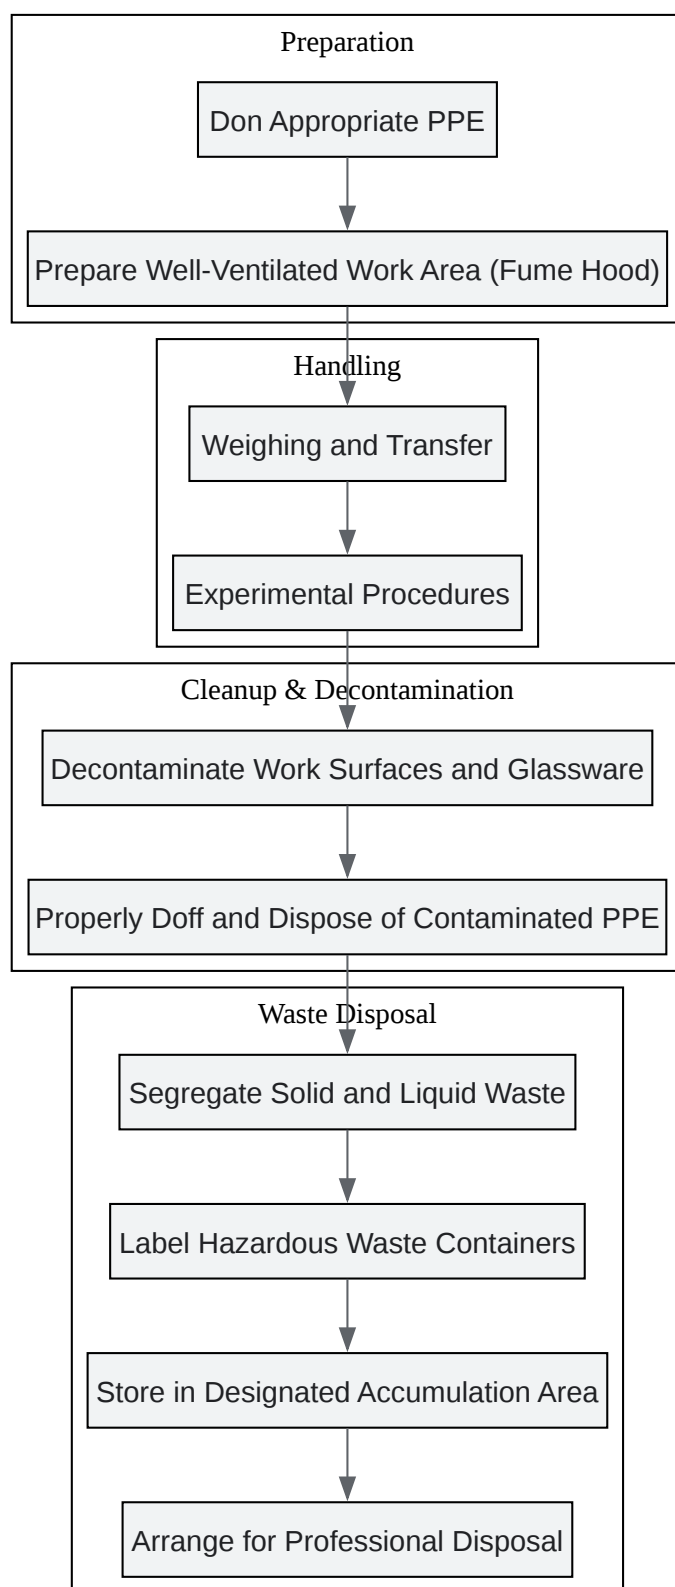 Preparation
Don Appropriate PPE
Prepare Well-Ventilated Work Area (Fume Hood)
Handling
Weighing and Transfer
Experimental Procedures
Cleanup & Decontamination
Decontaminate Work Surfaces and Glassware
Properly Doff and Dispose of Contaminated PPE
Waste Disposal
Segregate Solid and Liquid Waste
Label Hazardous Waste Containers
Store in Designated Accumulation Area
Arrange for Professional Disposal